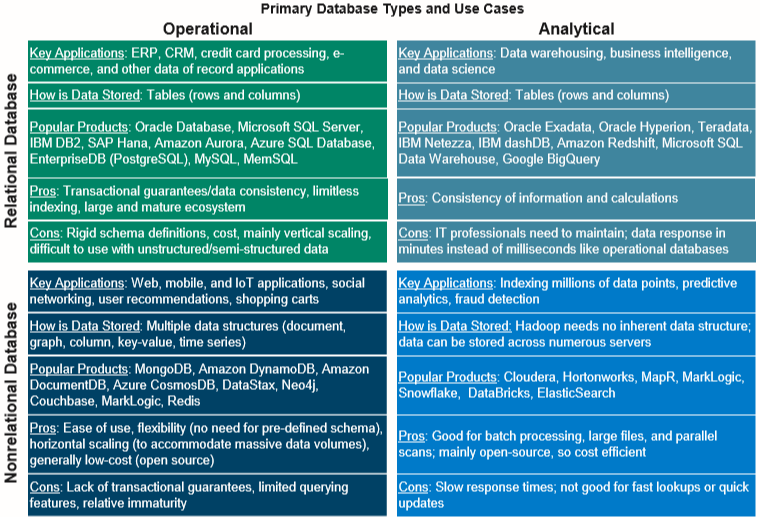 Primary Database Types and Use Cases
Operational
Analytical
Relational Database
Key Applications: ERP, CRM, credit card processing, e-
commerce, and other data of record applications
How is Data Stored: Tables (rows and columns)
Popular Products: Oracle Database, Microsoft SQL Server,
IBM DB2, SAP Hana, Amazon Aurora, Azure SQL Database,
EnterpriseDB (PostgreSQL), MySQL, MemSQL
Pros: Transactional guarantees/data consistency, limitless
indexing, large and mature ecosystem
Cons: Rigid schema definitions, cost, mainly vertical scaling,
difficult to use with unstructured/semi-structured data
Key Applications: Data warehousing, business intelligence,
and data science
How is Data Stored: Tables (rows and columns)
Popular Products: Oracle Exadata, Oracle Hyperion, Teradata,
IBM Netezza, IBM dashDB, Amazon Redshift, Microsoft SQL
Data Warehouse, Google BigQuery
Pros: Consistency of information and calculations
Cons: IT professionals need to maintain; data response in
minutes instead of milliseconds like operational databases
Nonrelational Database
Key Applications: Web, mobile, and IoT applications, social
networking, user recommendations, shopping carts
How is Data Stored: Multiple data structures (document,
graph, column, key-value, time series)
Popular Products: MongoDB, Amazon DynamoDB, Amazon
DocumentDB, Azure CosmosDB, DataStax, Neo4j,
Couchbase, MarkLogic, Redis
Pros: Ease of use, flexibility (no need for pre-defined schema),
horizontal scaling (to accommodate massive data volumes),
generally low-cost (open source)
Cons: Lack of transactional guarantees, limited querying
features, relative immaturity
Key Applications: Indexing millions of data points, predictive
analytics, fraud detection
How is Data Stored: Hadoop needs no inherent data structure;
data can be stored across numerous servers
Popular Products: Cloudera, Hortonworks, MapR, MarkLogic,
Snowflake, DataBricks, ElasticSearch
Pros: Good for batch processing, large files, and parallel
scans; mainly open-source, so cost efficient
Cons: Slow response times; not good for fast lookups or quick
updates